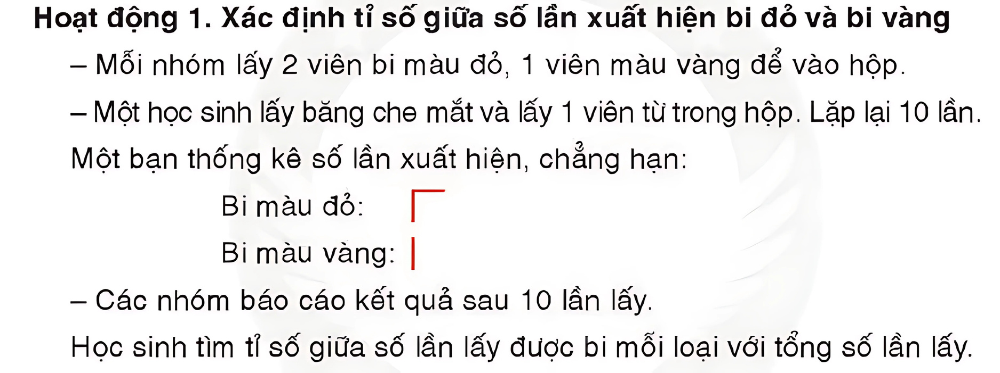 Hoạt động 1. Xác định tỉ số giữa số lần xuất hiện bi đỏ và bi vàng
– Mỗi nhóm lấy 2 viên bi màu đỏ, 1 viên màu vàng để vào hộp.
– Một học sinh lấy băng che mắt và lấy 1 viên từ trong hộp. Lặp lại 10 lần.
Một bạn thống kê số lần xuất hiện, chẳng hạn:
Bi màu đỏ:
Bi màu vàng:
– Các nhóm báo cáo kết quả sau 10 lần lấy.
Học sinh tìm tỉ số giữa số lần lấy được bi mỗi loại với tổng số lần lấy.